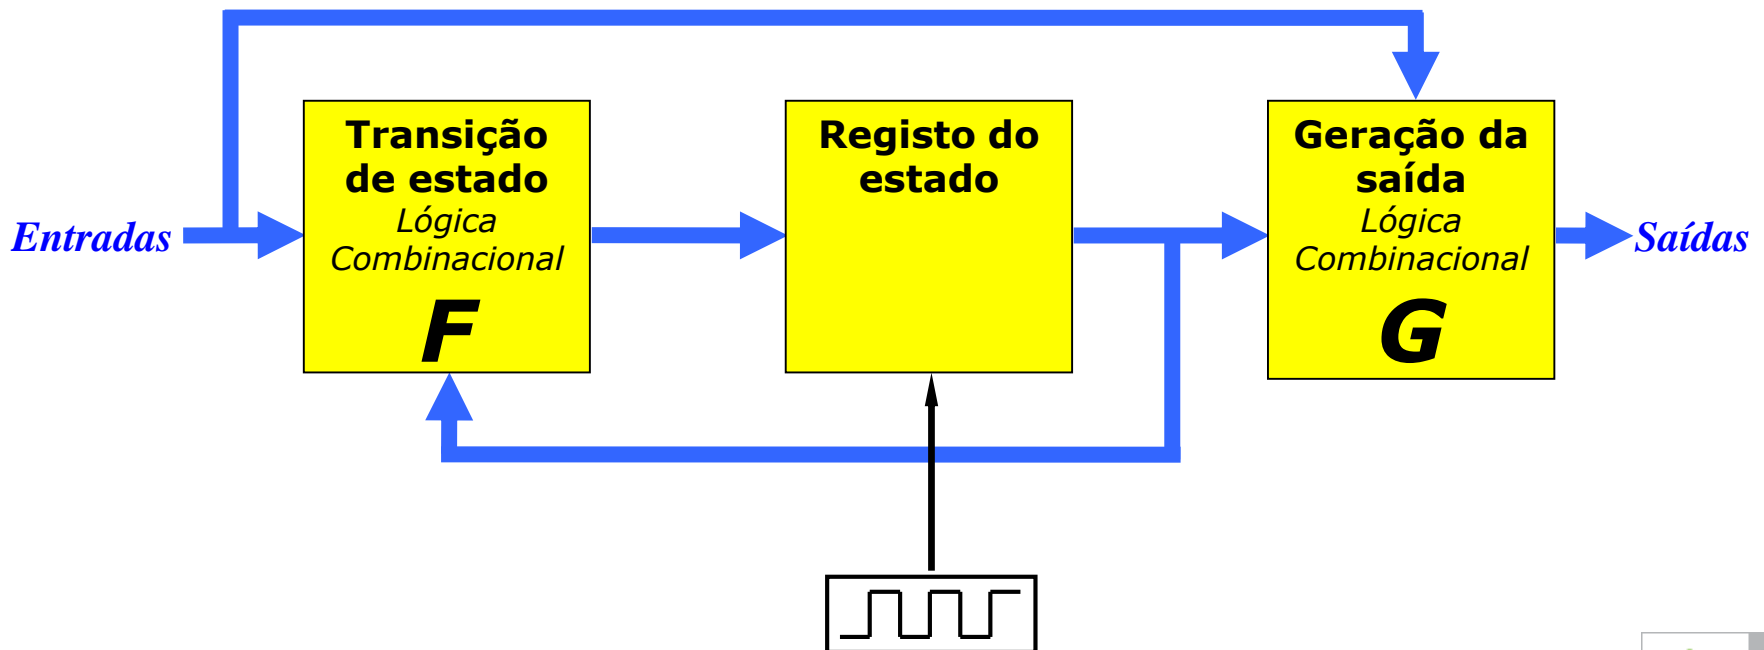 Transição
de estado
Lógica
Combinacional
F
Registo do
estado
Geração da
saída
Lógica
Combinacional
G
Entradas
Saídas